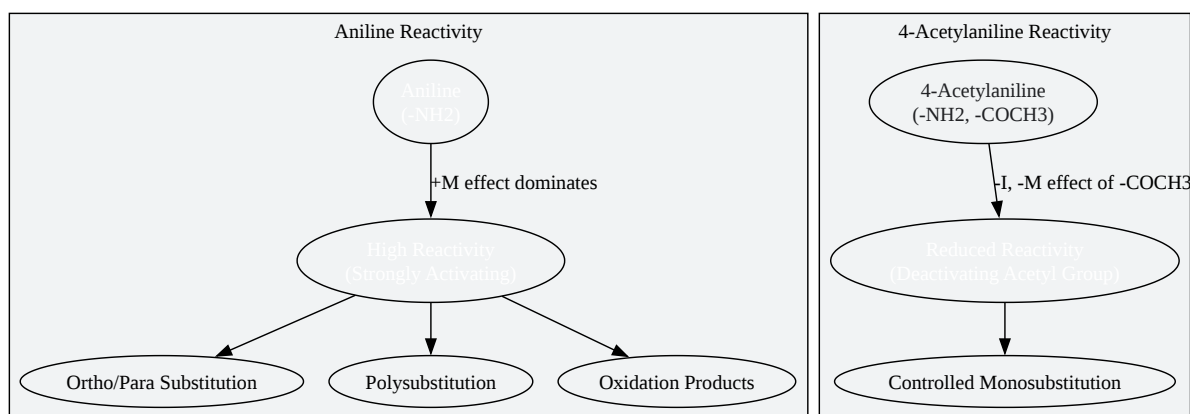 Aniline Reactivity
Aniline
(-NH2)
+M effect dominates
High Reactivity
(Strongly Activating)
Ortho/Para Substitution
Polysubstitution
Oxidation Products
4-Acetylaniline Reactivity
4-Acetylaniline
(-NH2, -COCH3)
-I, -M effect of -COCH3
Reduced Reactivity
(Deactivating Acetyl Group)
Controlled Monosubstitution